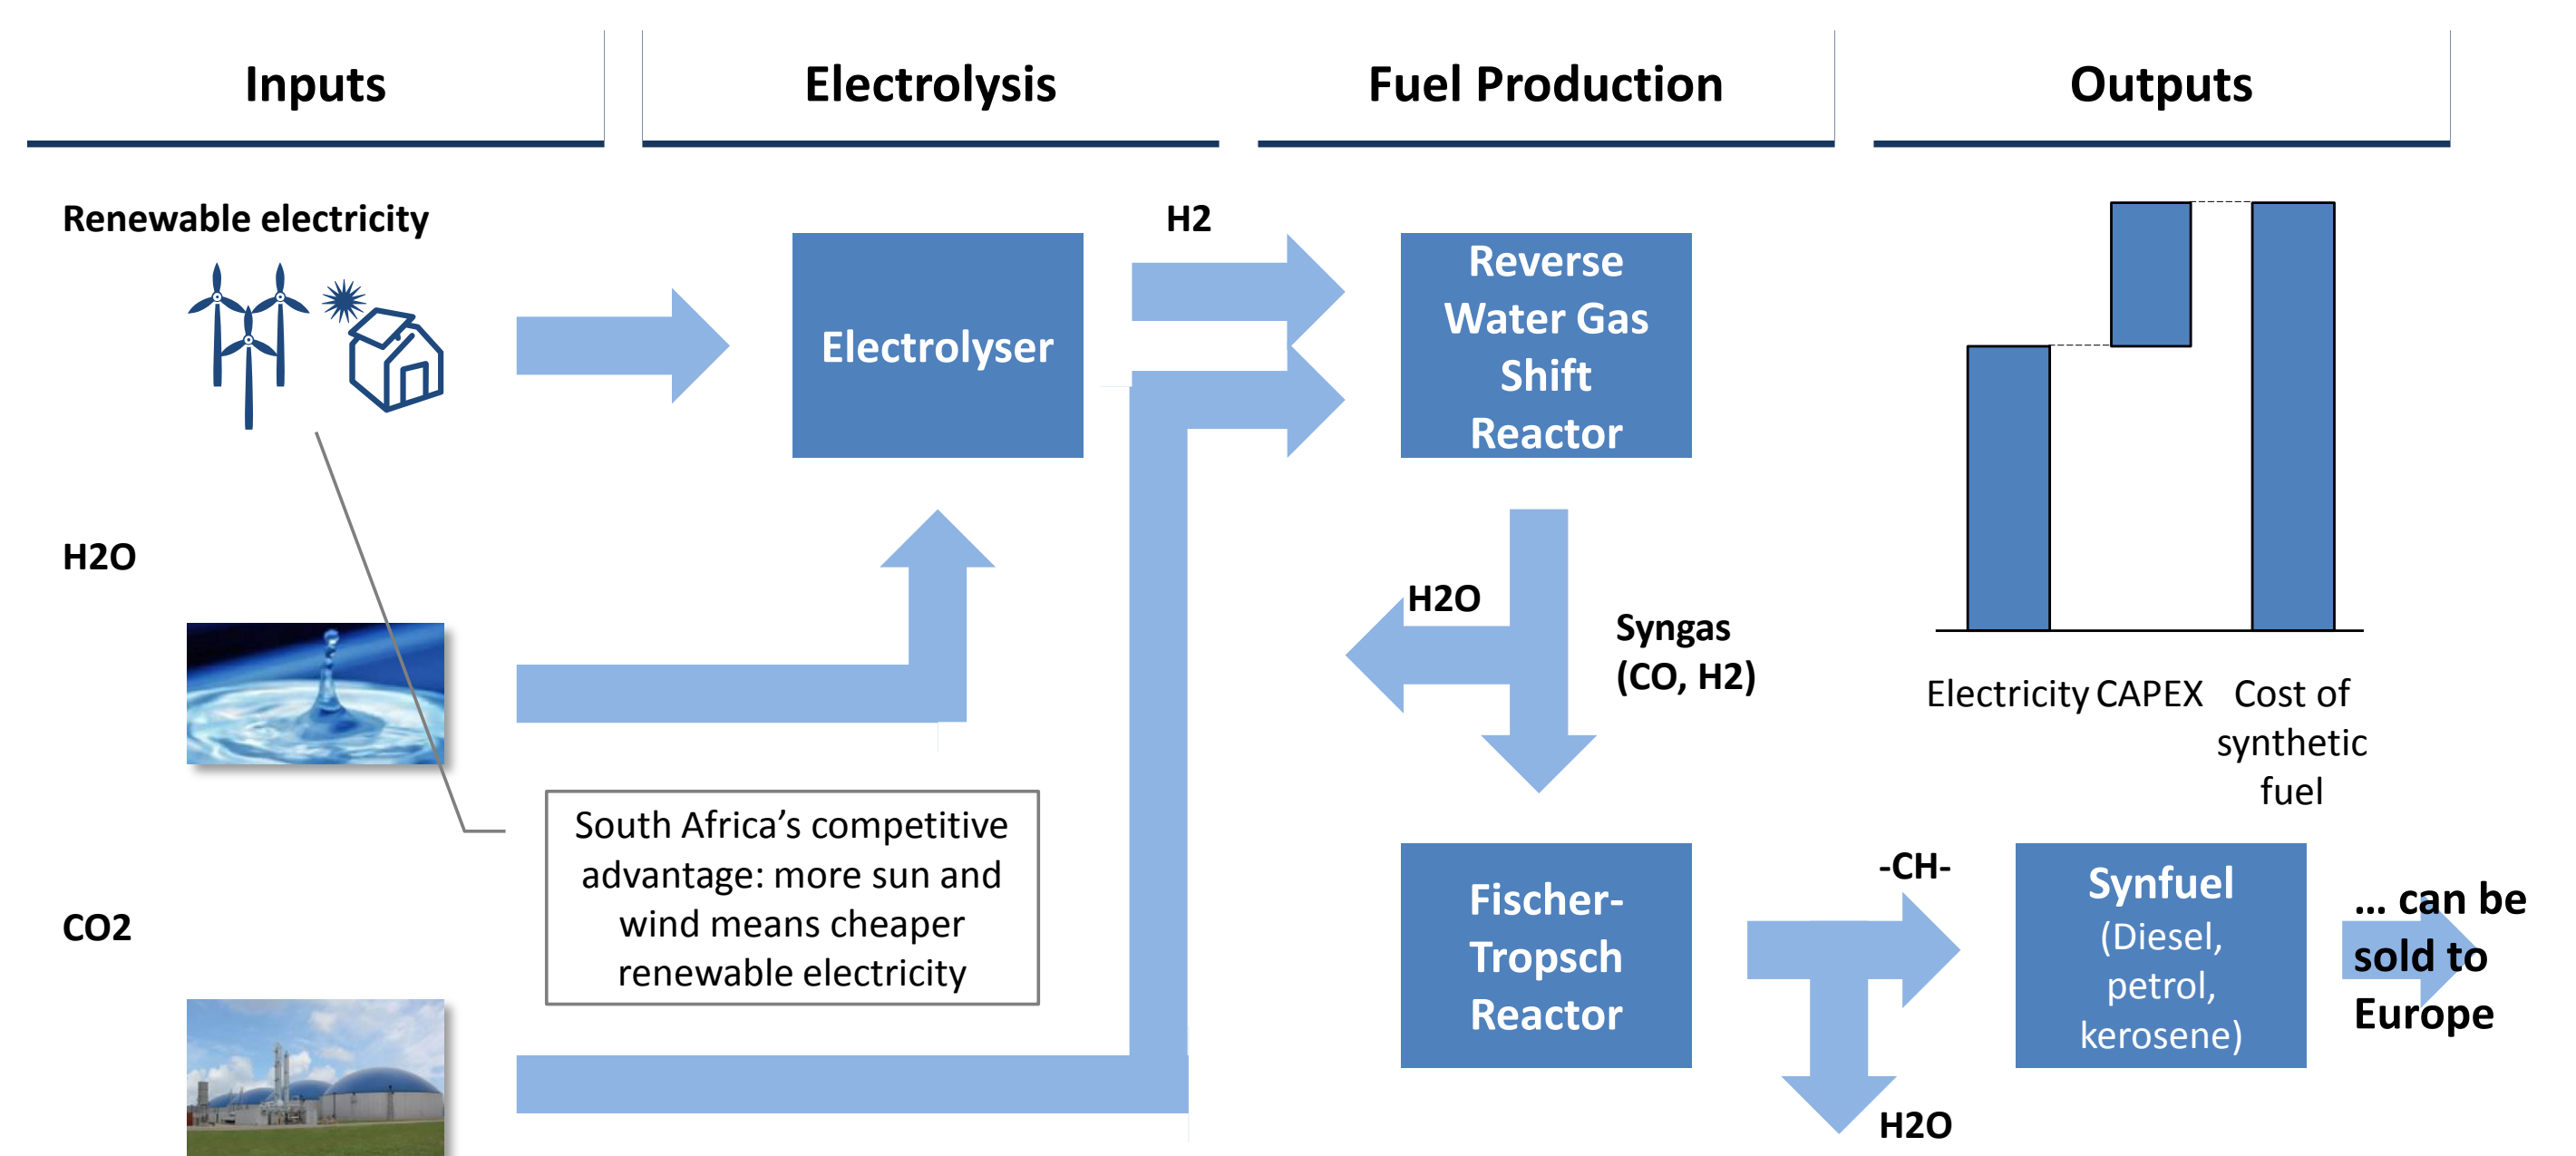 Inputs
Electrolysis
Fuel Production
Outputs
Renewable electricity
H2O
CO2
Electrolyser
South Africa’s competitive
advantage: more sun and
wind means cheaper
renewable electricity
H2
Reverse
Water Gas
Shift
Reactor
H2O
Syngas
(CO, H2)
Fischer-
Tropsch
Reactor
-CH-
H2O
Electricity
CAPEX
Cost of
synthetic
fuel
Synfuel
(Diesel,
petrol,
kerosene)
... can be
sold to
Europe